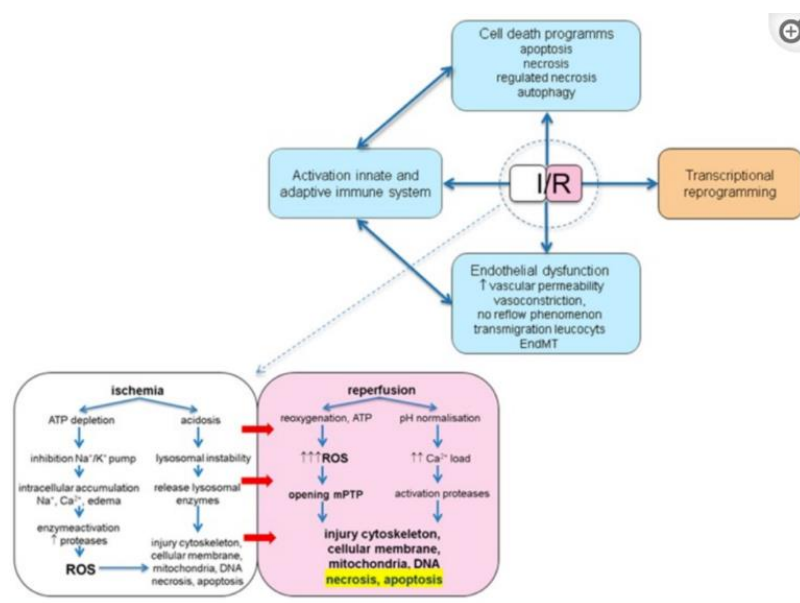 Cell death programms
apoptosis
necrosis
regulated necrosis
autophagy
Activation innate and
adaptive immune system
I/R
Transcriptional
reprogramming
Endothelial dysfunction
↑ vascular permeability
vasoconstriction,
no reflow phenomenon
transmigration leucocyts
EndMT
ischemia
ATP depletion
inhibition Na⁺/K⁺ pump
intracellular accumulation
Na⁺, Ca²⁺, edema
enzymeactivation
↑ proteases
ROS
acidosis
lysosomal instability
release lysosomal
enzymes
injury cytoskeleton,
cellular membrane,
mitochondria, DNA
necrosis, apoptosis
reperfusion
reoxygenation, ATP
↑↑↑ROS
opening mPTP
pH normalisation
↑↑ Ca²⁺ load
activation proteases
injury cytoskeleton,
cellular membrane,
mitochondria, DNA
necrosis, apoptosis